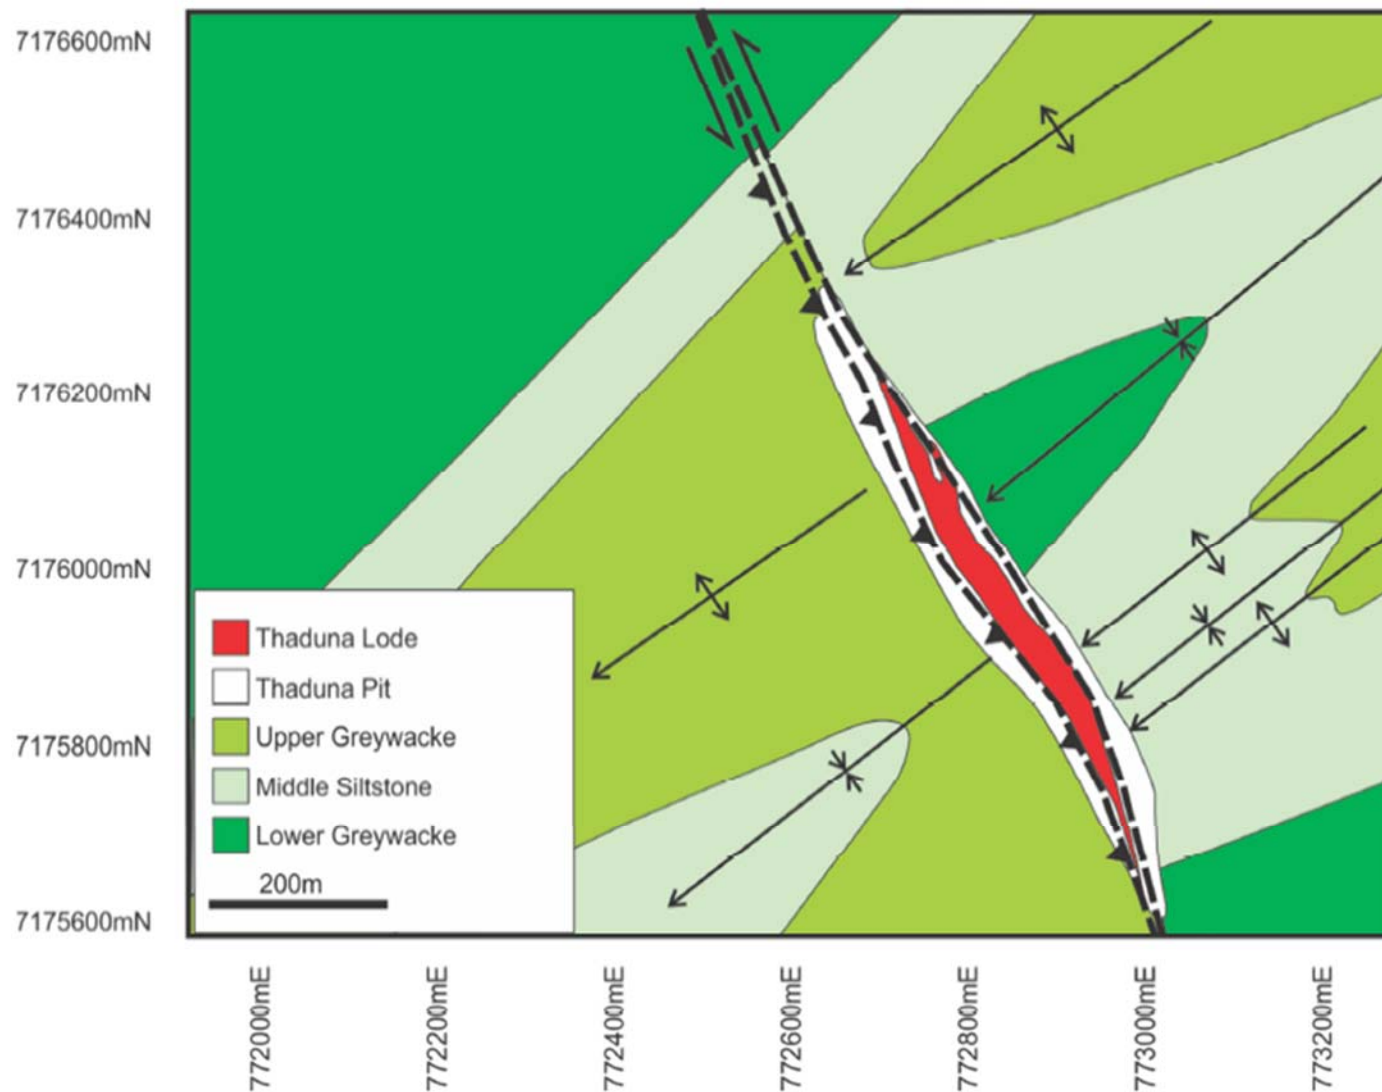 7176600mN
7176400mN
7176200mN
7176000mN
7175800mN
7175600mN
Thaduna Lode
Thaduna Pit
Upper Greywacke
Middle Siltstone
Lower Greywacke
200m
772000mE
772200mE
772400mE
772600mE
772800mE
773000mE
773200mE